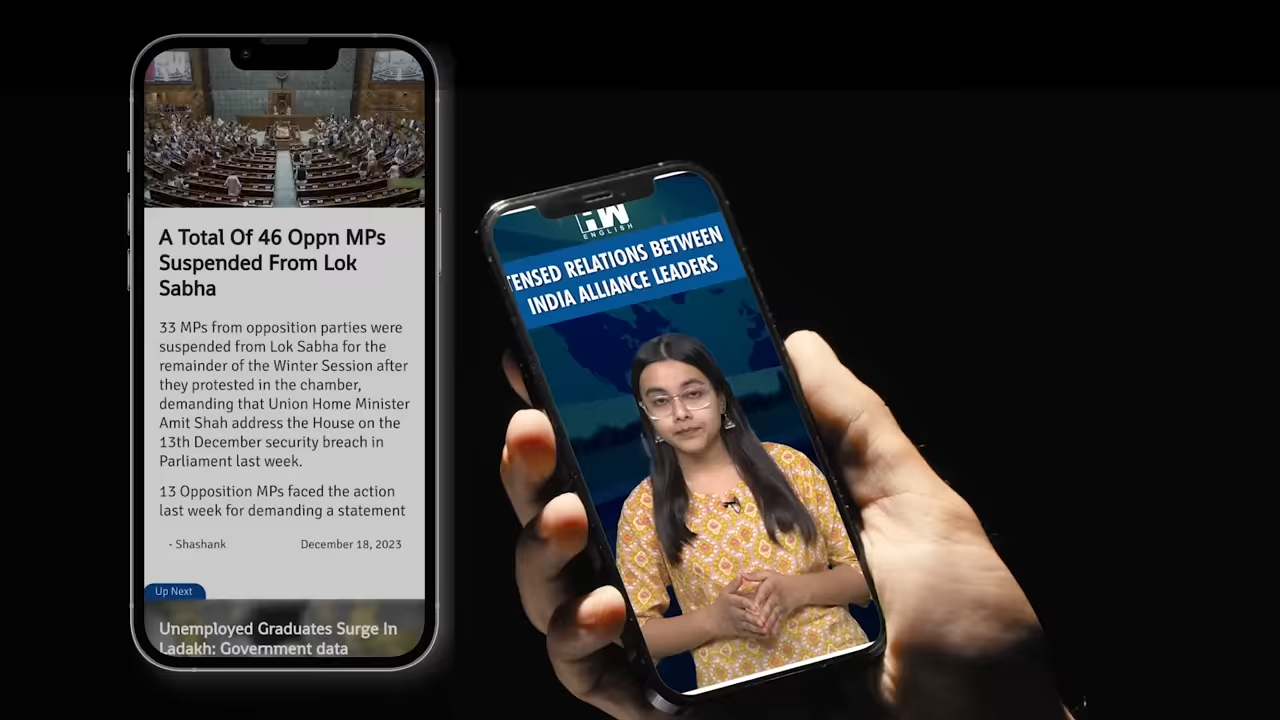 A Total Of 46 Oppn MPs
Suspended From Lok
Sabha
33 MPs from opposition parties were
suspended from Lok Sabha for the
remainder of the Winter Session after
they protested in the chamber,
demanding that Union Home Minister
Amit Shah address the House on the
13th December security breach in
Parliament last week.
13 Opposition MPs faced the action
last week for demanding a statement
- Shashank December 18, 2023
Up Next
Unemployed Graduates Surge In
Ladakh: Government data
HW
ENGLISH
TENSED RELATIONS BETWEEN
INDIA ALLIANCE LEADERS